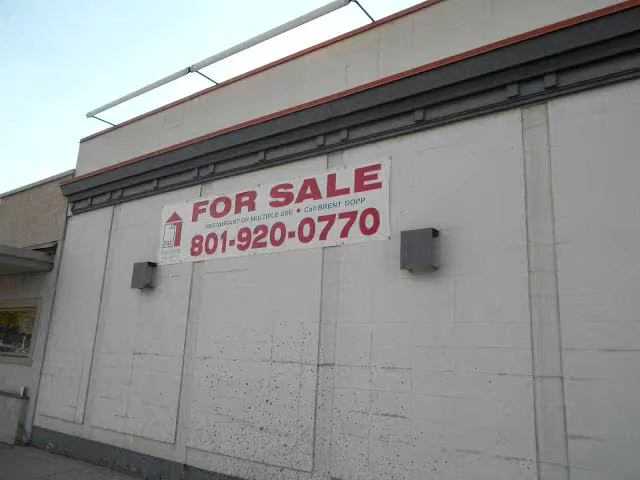 FOR SALE
RESTAURANT OR MULTIPLE USE • Call BRENT DOPP
801-920-0770